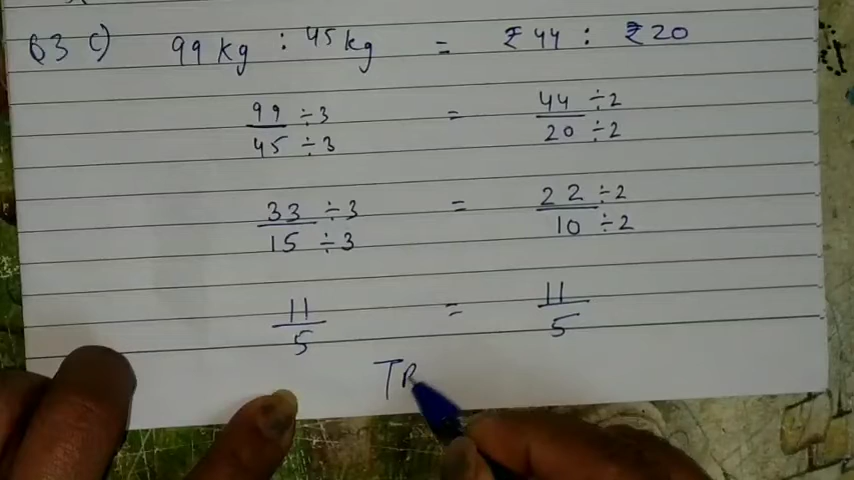 Q3 c) 99 kg : 45 kg = ₹44 : ₹20
99 ÷3 = 44 ÷2
45 ÷3 20 ÷2
33 ÷3 = 22 ÷2
15 ÷3 10 ÷2
11 = 11
5 5
TR